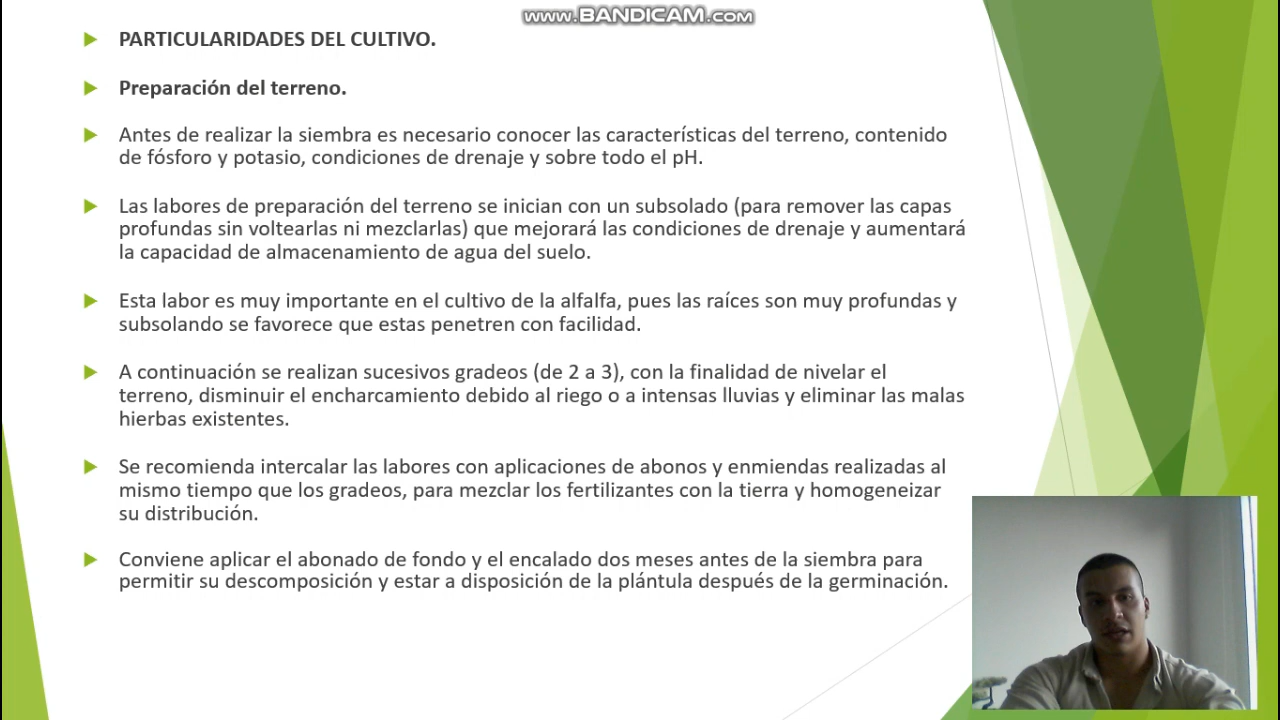 www.BANDICAM.com
PARTICULARIDADES DEL CULTIVO.
Preparación del terreno.
Antes de realizar la siembra es necesario conocer las características del terreno, contenido
de fósforo y potasio, condiciones de drenaje y sobre todo el pH.
Las labores de preparación del terreno se inician con un subsolado (para remover las capas
profundas sin voltearlas ni mezclarlas) que mejorará las condiciones de drenaje y aumentará
la capacidad de almacenamiento de agua del suelo.
Esta labor es muy importante en el cultivo de la alfalfa, pues las raíces son muy profundas y
subsolando se favorece que estas penetren con facilidad.
A continuación se realizan sucesivos gradeos (de 2 a 3), con la finalidad de nivelar el
terreno, disminuir el encharcamiento debido al riego o a intensas lluvias y eliminar las malas
hierbas existentes.
Se recomienda intercalar las labores con aplicaciones de abonos y enmiendas realizadas al
mismo tiempo que los gradeos, para mezclar los fertilizantes con la tierra y homogeneizar
su distribución.
Conviene aplicar el abonado de fondo y el encalado dos meses antes de la siembra para
permitir su descomposición y estar a disposición de la plántula después de la germinación.